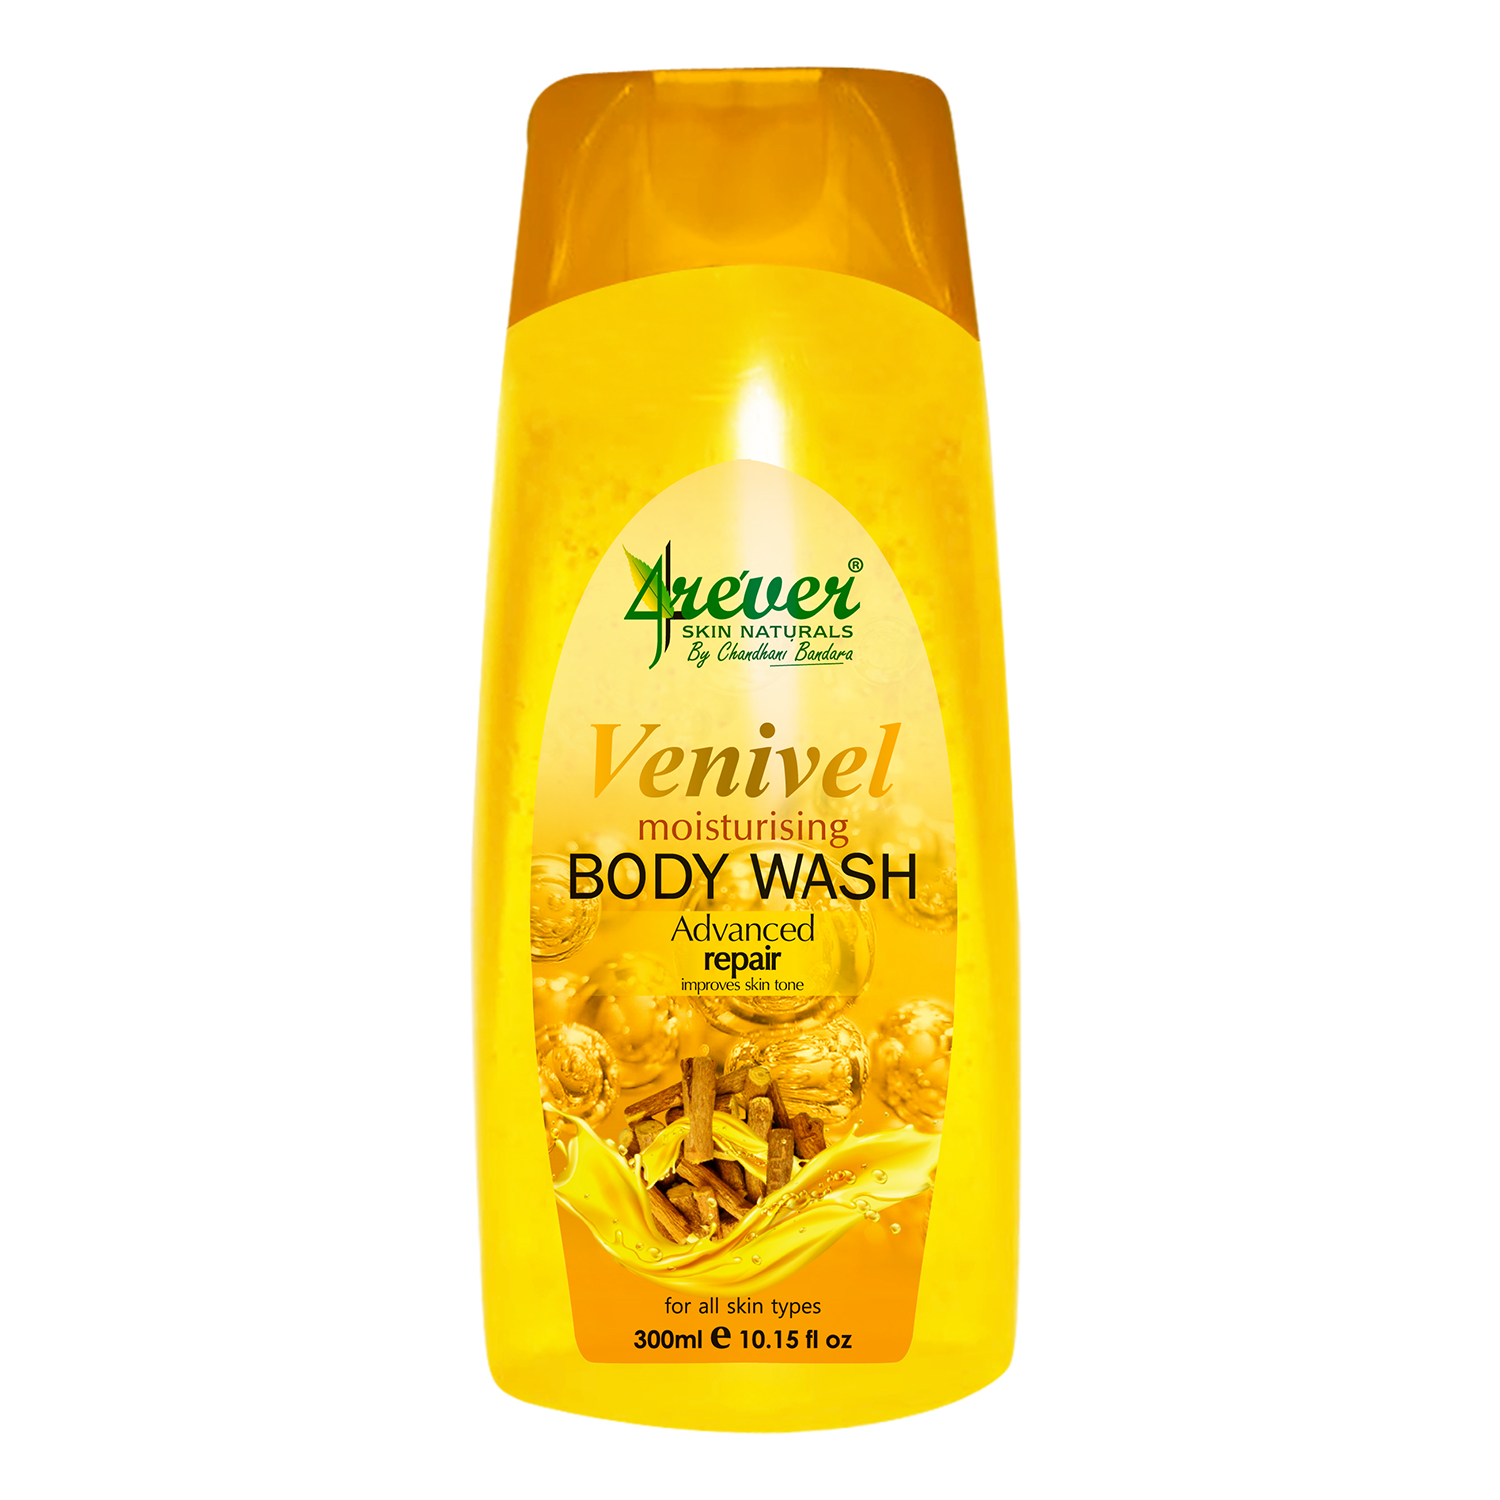 4réver®
SKIN NATURALS
By Chandhani Bandara
Venivel
moisturising
BODY WASH
Advanced
repair
improves skin tone
for all skin types
300ml e 10.15 fl oz